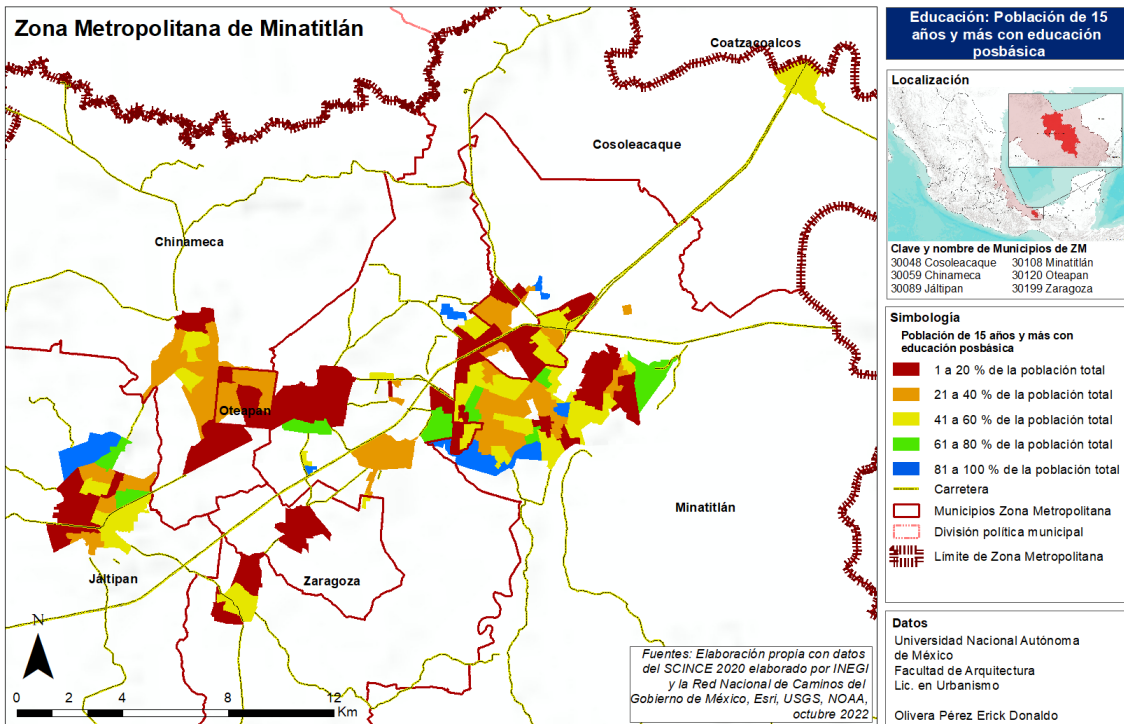 Zona Metropolitana de Minatitlán
Coatzacoalcos
Cosoleacaque
Chinameca
Oteapan
Minatitlán
Jáltipan
Zaragoza
N
0 2 4 8 12
Km
Fuentes: Elaboración propia con datos
del SCINCE 2020 elaborado por INEGI
y la Red Nacional de Caminos del
Gobierno de México, Esri, USGS, NOAA,
octubre 2022
Educación: Población de 15
años y más con educación
posbásica
Localización
Clave y nombre de Municipios de ZM
30048 Cosoleacaque 30108 Minatitlán
30059 Chinameca 30120 Oteapan
30089 Jáltipan 30199 Zaragoza
Simbología
Población de 15 años y más con
educación posbásica
1 a 20 % de la población total
21 a 40 % de la población total
41 a 60 % de la población total
61 a 80 % de la población total
81 a 100 % de la población total
Carretera
Municipios Zona Metropolitana
División política municipal
Límite de Zona Metropolitana
Datos
Universidad Nacional Autónoma
de México
Facultad de Arquitectura
Lic. en Urbanismo
Olivera Pérez Erick Donaldo